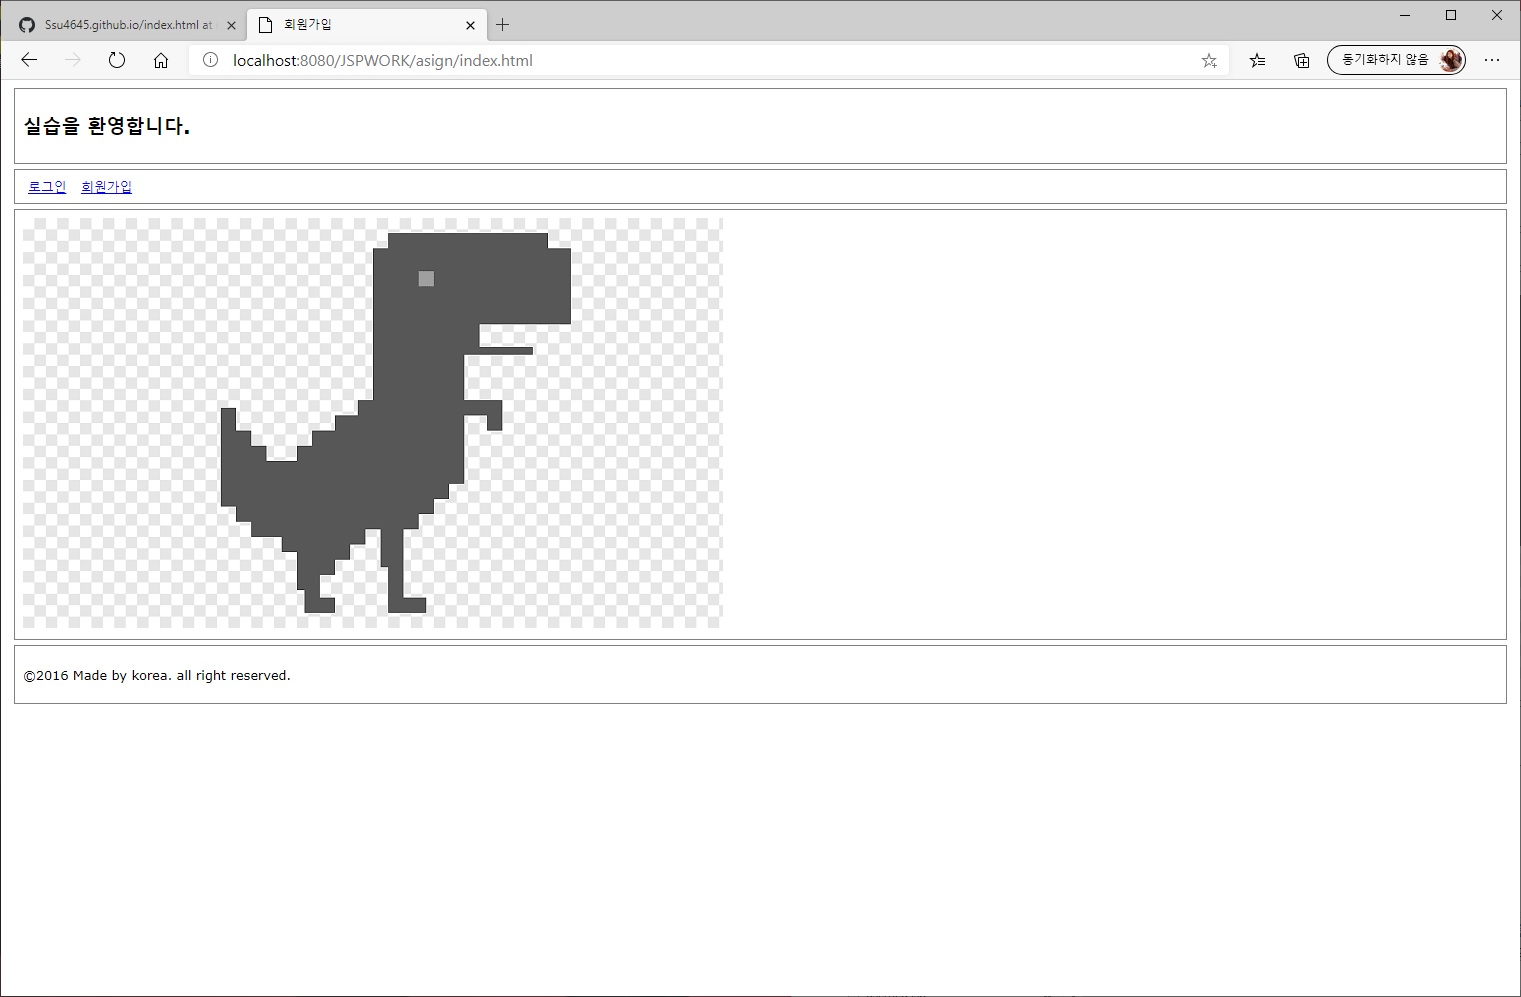 Ssu4645.github.io/index.html at
회원가입
localhost:8080/JSPWORK/asign/index.html
동기화하지 않음
실습을 환영합니다.
로그인 회원가입
©2016 Made by korea. all right reserved.